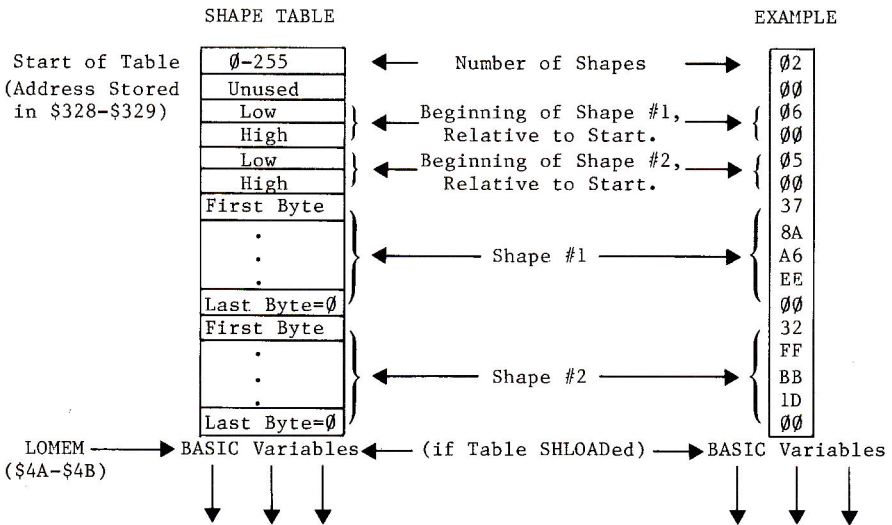 SHAPE TABLE EXAMPLE
Start of Table Ø-255 Number of Shapes Ø2
(Address Stored Unused ØØ
in $328-$329) Low Beginning of Shape #1, Ø6
High Relative to Start. ØØ
Low Beginning of Shape #2, Ø5
High Relative to Start. ØØ
First Byte 37
. 8A
. Shape #1 A6
. EE
Last Byte=Ø ØØ
First Byte 32
. FF
. Shape #2 BB
. 1D
Last Byte=Ø ØØ
LOMEM BASIC Variables (if Table SHLOADed) BASIC Variables
($4A-$4B)